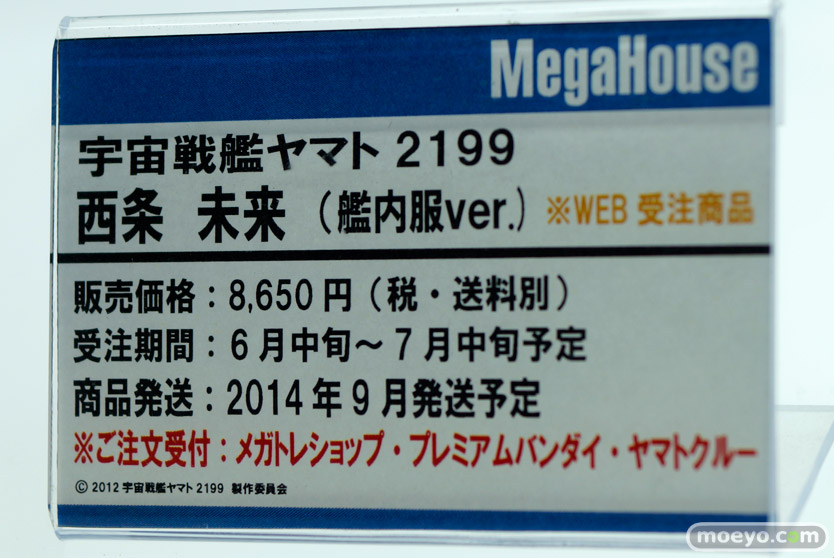 MegaHouse
宇宙戦艦ヤマト 2199
西条 未来 (艦内服ver.) ※WEB 受注商品
販売価格：8,650 円（税・送料別）
受注期間：6 月中旬～ 7 月中旬予定
商品発送：2014 年 9 月発送予定
※ご注文受付：メガトレショップ・プレミアムバンダイ・ヤマトクルー
© 2012 宇宙戦艦ヤマト 2199 製作委員会
moeyo.com